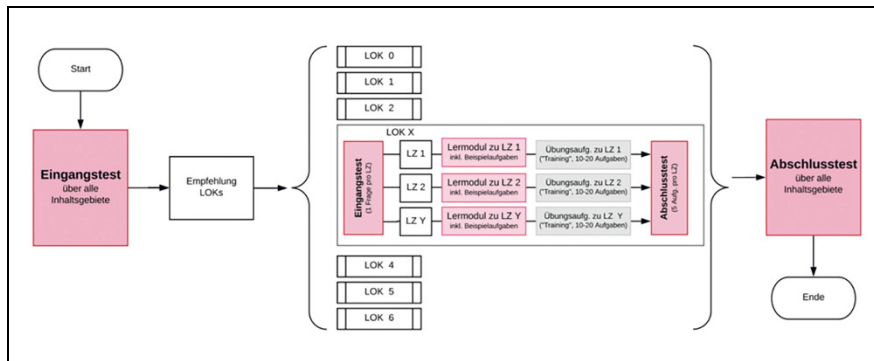 Start
Eingangstest
über alle
Inhaltsgebiete
Empfehlung
LOKs
LOK 0
LOK 1
LOK 2
LOK X
Eingangstest
(1 Frage pro LZ)
LZ 1
Lermodul zu LZ 1
inkl. Beispielaufgaben
Übungsaufg. zu LZ 1
("Training", 10-20 Aufgaben)
LZ 2
Lermodul zu LZ 2
inkl. Beispielaufgaben
Übungsaufg. zu LZ 2
("Training", 10-20 Aufgaben)
LZ Y
Lermodul zu LZ Y
inkl. Beispielaufgaben
Übungsaufg. zu LZ Y
("Training", 10-20 Aufgaben)
Abschlusstest
(5 Aufg. pro LZ)
LOK 4
LOK 5
LOK 6
Abschlusstest
über alle
Inhaltsgebiete
Ende